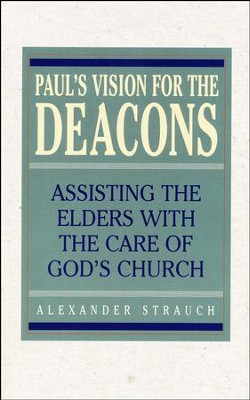 PAUL'S VISION FOR THE
DEACONS
ASSISTING THE
ELDERS WITH
THE CARE OF
GOD'S CHURCH
ALEXANDER STRAUCH